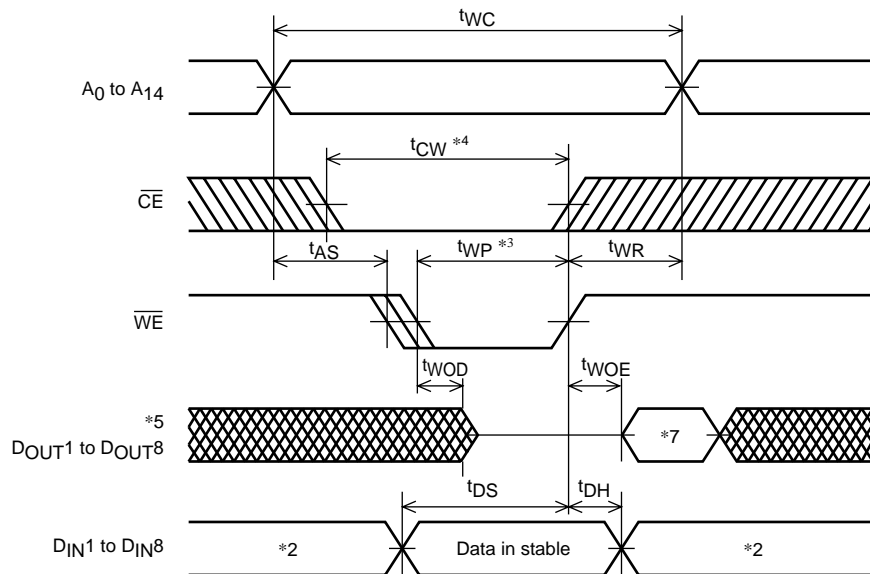 tWC
A0 to A14
tCW *4
CE
tAS
tWP *3
tWR
WE
tWOD
tWOE
*5
DOUT1 to DOUT8
*7
tDS
tDH
DIN1 to DIN8
*2
Data in stable
*2